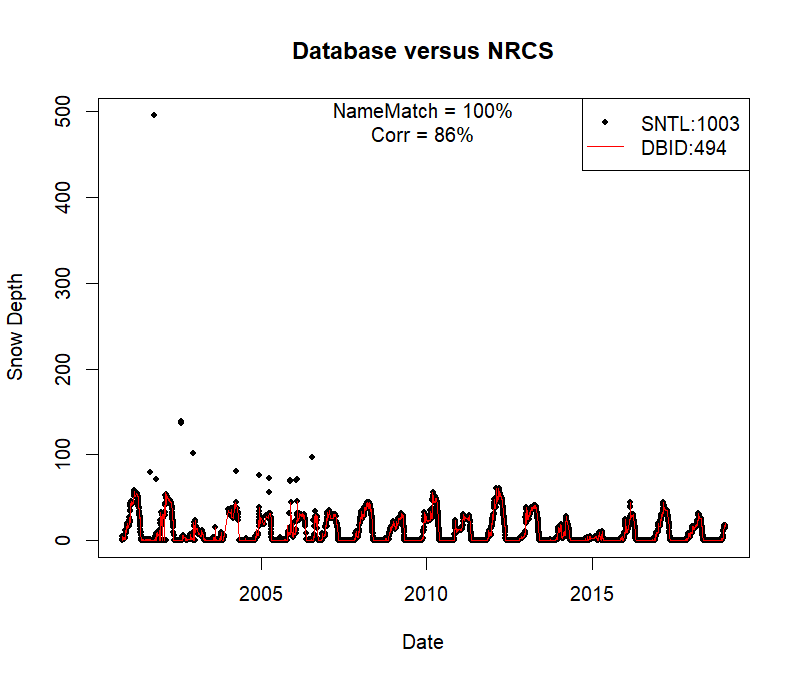 Database versus NRCS
NameMatch = 100%
Corr = 86%
SNTL:1003
DBID:494
500
400
300
200
100
0
Snow Depth
2005
2010
2015
Date